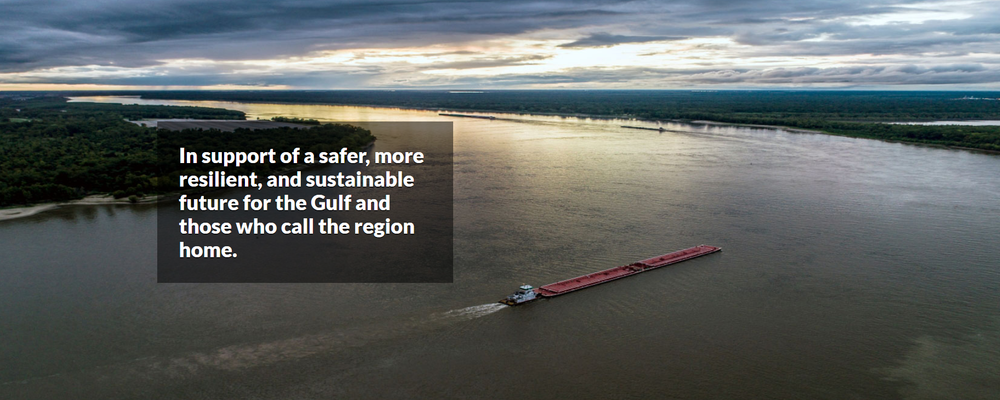 In support of a safer, more
resilient, and sustainable
future for the Gulf and
those who call the region
home.